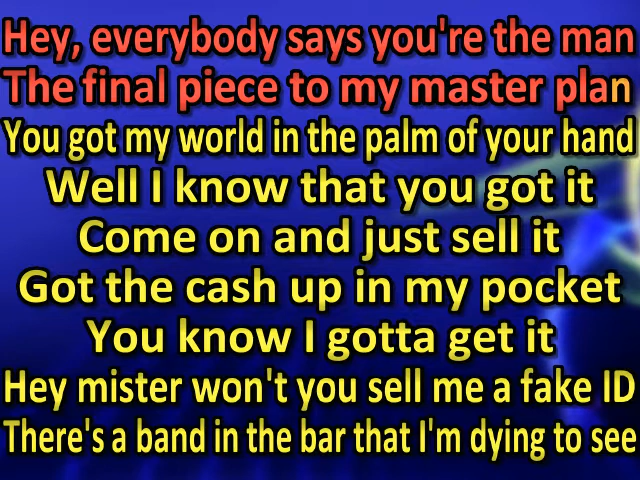 Hey, everybody says you're the man
The final piece to my master plan
You got my world in the palm of your hand
Well I know that you got it
Come on and just sell it
Got the cash up in my pocket
You know I gotta get it
Hey mister won't you sell me a fake ID
There's a band in the bar that I'm dying to see